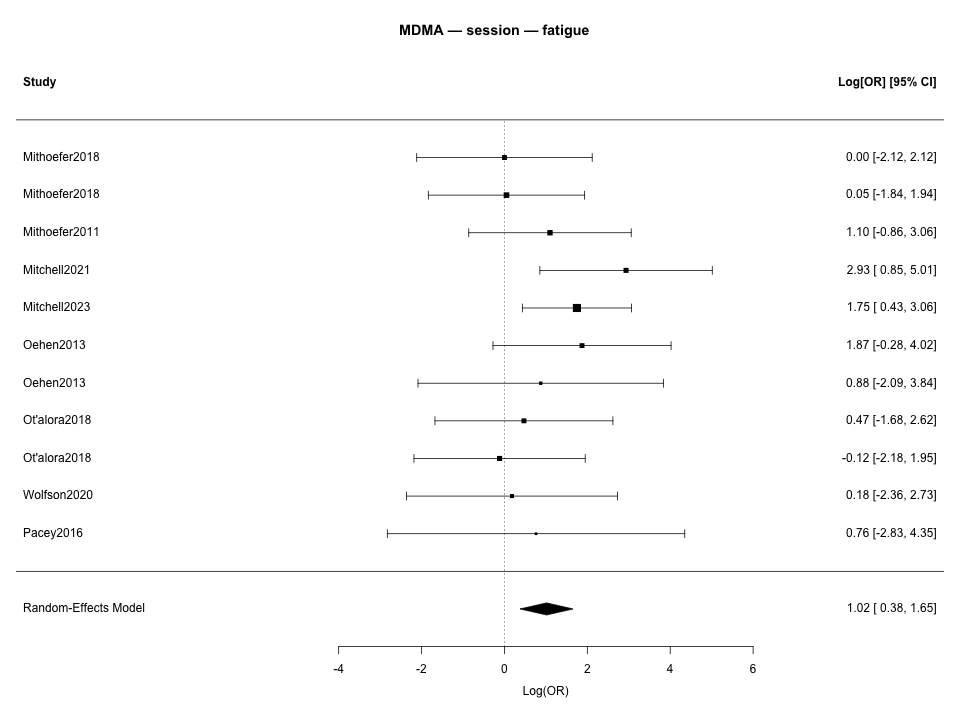 MDMA — session — fatigue
Study Log[OR] [95% CI]
Mithoefer2018 0.00 [-2.12, 2.12]
Mithoefer2018 0.05 [-1.84, 1.94]
Mithoefer2011 1.10 [-0.86, 3.06]
Mitchell2021 2.93 [ 0.85, 5.01]
Mitchell2023 1.75 [ 0.43, 3.06]
Oehen2013 1.87 [-0.28, 4.02]
Oehen2013 0.88 [-2.09, 3.84]
Ot'alora2018 0.47 [-1.68, 2.62]
Ot'alora2018 -0.12 [-2.18, 1.95]
Wolfson2020 0.18 [-2.36, 2.73]
Pacey2016 0.76 [-2.83, 4.35]
Random-Effects Model 1.02 [ 0.38, 1.65]
-4 -2 0 2 4 6
Log(OR)